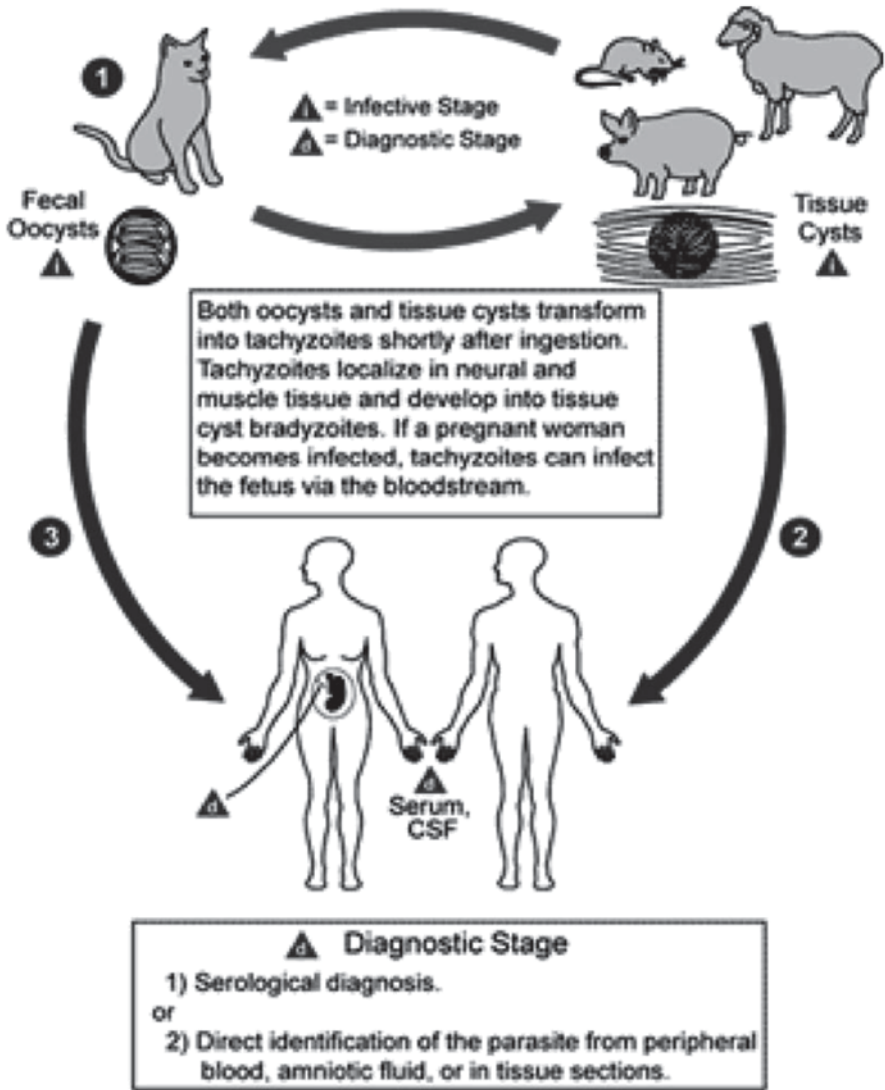 1
i = Infective Stage
d = Diagnostic Stage
Fecal
Oocysts
i
Tissue
Cysts
i
Both oocysts and tissue cysts transform
into tachyzoites shortly after ingestion.
Tachyzoites localize in neural and
muscle tissue and develop into tissue
cyst bradyzoites. If a pregnant woman
becomes infected, tachyzoites can infect
the fetus via the bloodstream.
3
2
d
d
Serum,
CSF
d Diagnostic Stage
1) Serological diagnosis.
or
2) Direct identification of the parasite from peripheral
blood, amniotic fluid, or in tissue sections.